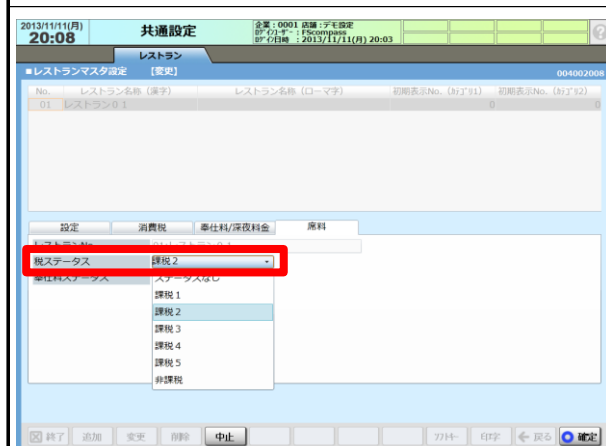 2013/11/11(月)
20:08
共通設定
企業：0001 店舗：デモ設定
ﾛｸﾞｲﾝﾕｰｻﾞｰ：FScompass
ﾛｸﾞｲﾝ日時 ：2013/11/11(月) 20:03
レストラン
■レストランマスタ設定 【変更】 004002008
No. レストラン名称（漢字） レストラン名称（ローマ字） 初期表示No.（ｶﾃｺﾞﾘ1） 初期表示No.（ｶﾃｺﾞﾘ2）
01 レストラン０１ 0 0
設定 消費税 奉仕料/深夜料金 席料
レストランNo. 01:レストラン０１
税ステータス 課税２
奉仕料ステータス
ステータスなし
課税１
課税２
課税３
課税４
課税５
非課税
終了 追加 変更 削除 中止 ﾌｧﾝﾄﾑ 印字 戻る 確定